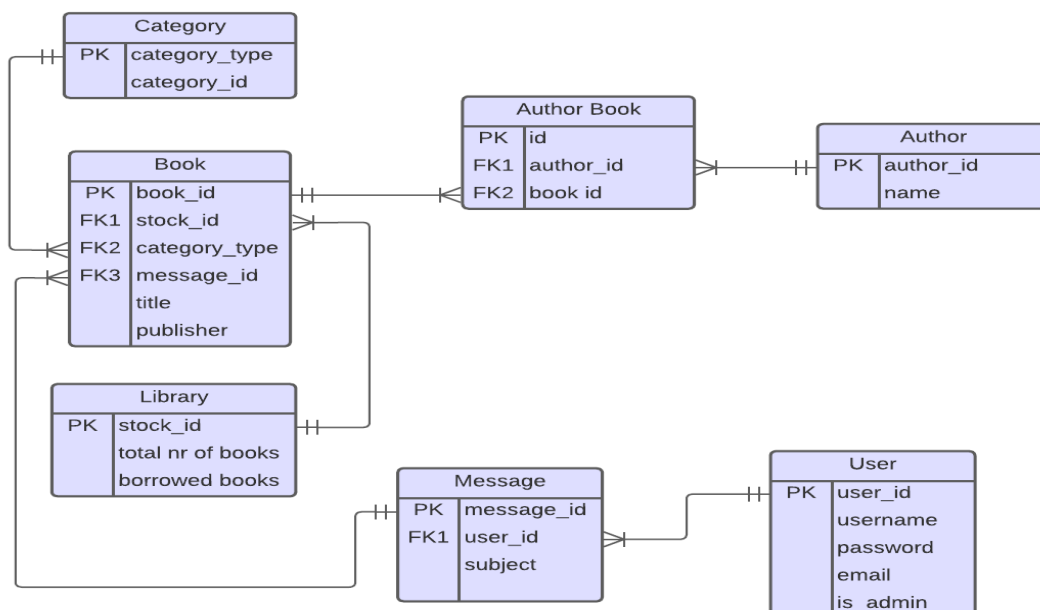 Category
PK category_type
category_id
Book
PK book_id
FK1 stock_id
FK2 category_type
FK3 message_id
title
publisher
Library
PK stock_id
total nr of books
borrowed books
Author Book
PK id
FK1 author_id
FK2 book id
Author
PK author_id
name
Message
PK message_id
FK1 user_id
subject
User
PK user_id
username
password
email
is_admin